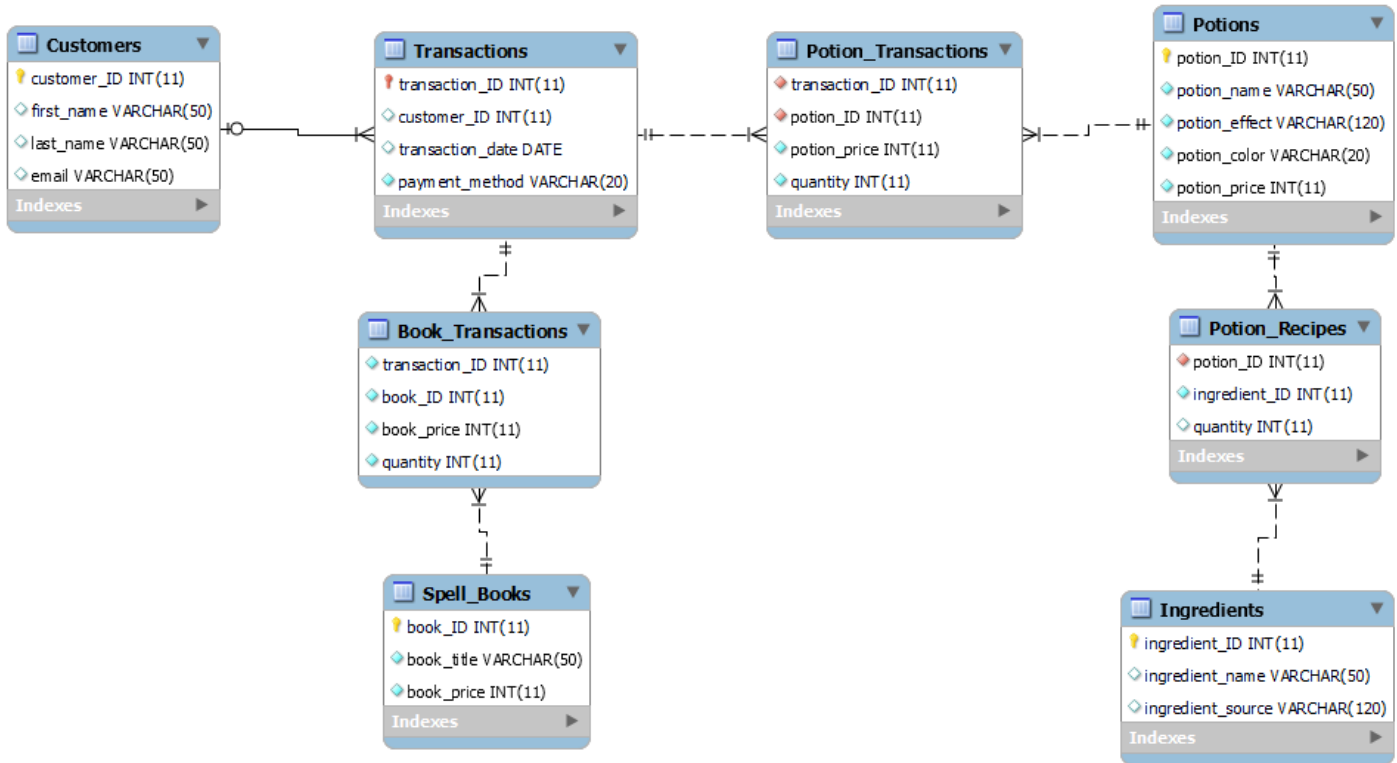 Customers
customer_ID INT(11)
first_name VARCHAR(50)
last_name VARCHAR(50)
email VARCHAR(50)
Indexes
Transactions
transaction_ID INT(11)
customer_ID INT(11)
transaction_date DATE
payment_method VARCHAR(20)
Indexes
Potion_Transactions
transaction_ID INT(11)
potion_ID INT(11)
potion_price INT(11)
quantity INT(11)
Indexes
Potions
potion_ID INT(11)
potion_name VARCHAR(50)
potion_effect VARCHAR(120)
potion_color VARCHAR(20)
potion_price INT(11)
Indexes
Book_Transactions
transaction_ID INT(11)
book_ID INT(11)
book_price INT(11)
quantity INT(11)
Potion_Recipes
potion_ID INT(11)
ingredient_ID INT(11)
quantity INT(11)
Indexes
Spell_Books
book_ID INT(11)
book_title VARCHAR(50)
book_price INT(11)
Indexes
Ingredients
ingredient_ID INT(11)
ingredient_name VARCHAR(50)
ingredient_source VARCHAR(120)
Indexes